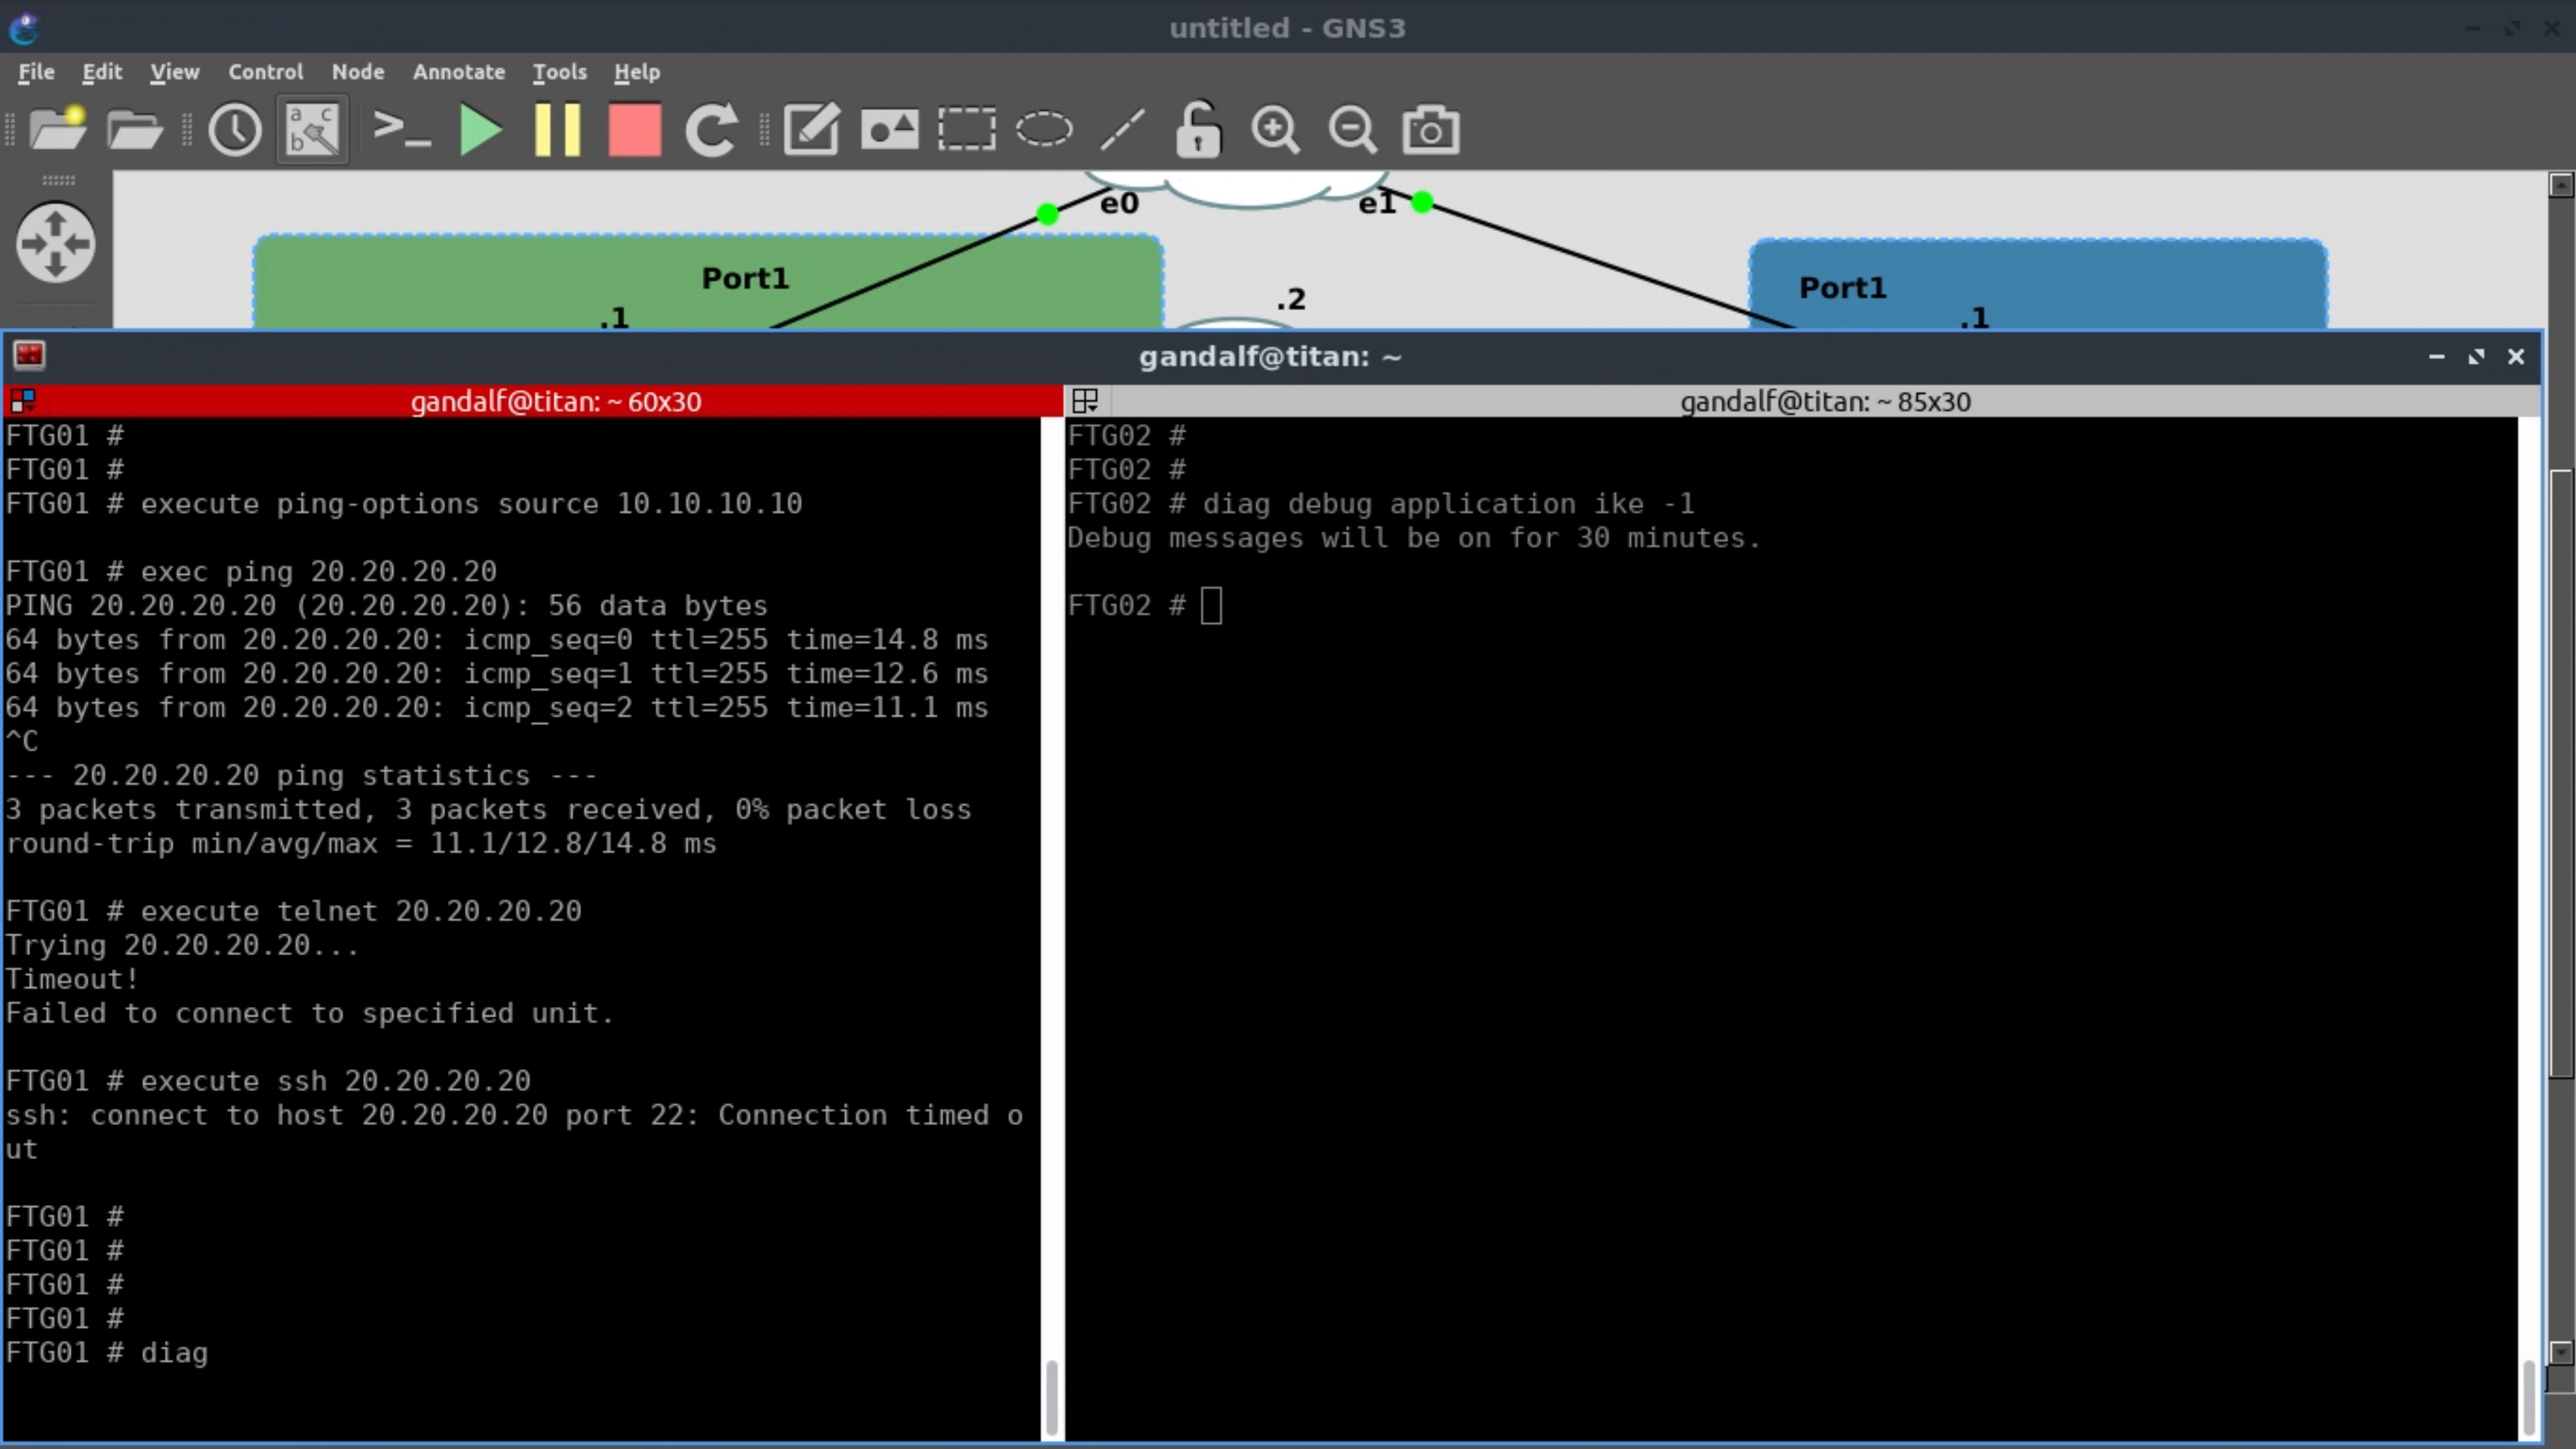 untitled - GNS3
File Edit View Control Node Annotate Tools Help
a c
b
>_
e0
e1
Port1
.1
.2
Port1
.1
gandalf@titan: ~
gandalf@titan: ~ 60x30
FTG01 #
FTG01 #
FTG01 # execute ping-options source 10.10.10.10
FTG01 # exec ping 20.20.20.20
PING 20.20.20.20 (20.20.20.20): 56 data bytes
64 bytes from 20.20.20.20: icmp_seq=0 ttl=255 time=14.8 ms
64 bytes from 20.20.20.20: icmp_seq=1 ttl=255 time=12.6 ms
64 bytes from 20.20.20.20: icmp_seq=2 ttl=255 time=11.1 ms
^C
--- 20.20.20.20 ping statistics ---
3 packets transmitted, 3 packets received, 0% packet loss
round-trip min/avg/max = 11.1/12.8/14.8 ms
FTG01 # execute telnet 20.20.20.20
Trying 20.20.20.20...
Timeout!
Failed to connect to specified unit.
FTG01 # execute ssh 20.20.20.20
ssh: connect to host 20.20.20.20 port 22: Connection timed o
ut
FTG01 #
FTG01 #
FTG01 #
FTG01 #
FTG01 # diag
gandalf@titan: ~ 85x30
FTG02 #
FTG02 #
FTG02 # diag debug application ike -1
Debug messages will be on for 30 minutes.
FTG02 #